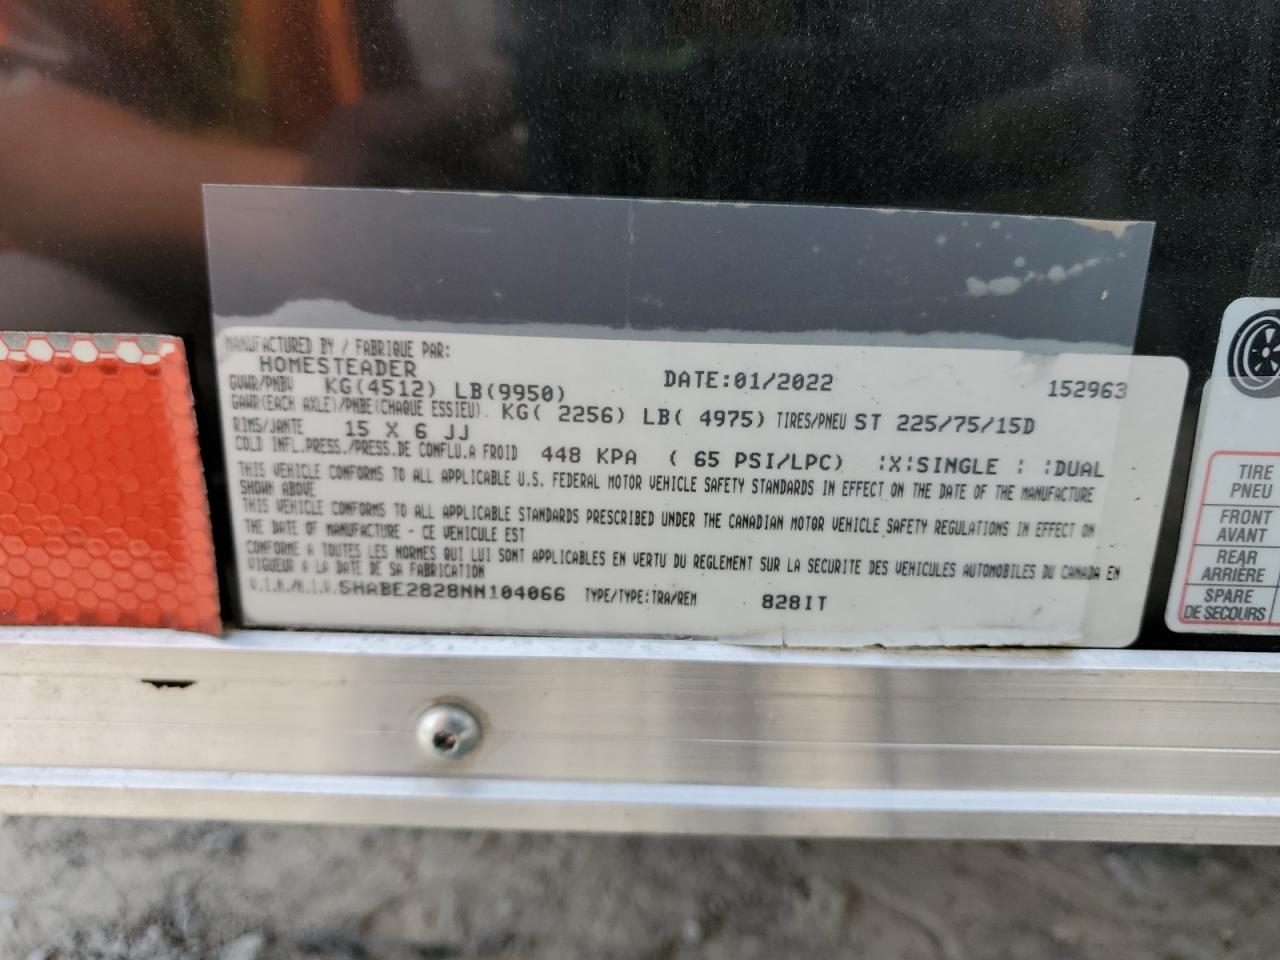 MANUFACTURED BY / FABRIQUE PAR:
HOMESTEADER
DATE:01/2022
152963
GVWR/PNBV KG(4512) LB(9950)
GAWR(EACH AXLE)/PNBE(CHAQUE ESSIEU) KG( 2256) LB( 4975) TIRES/PNEU ST 225/75/15D
RIMS/JANTE 15 X 6 JJ
COLD INFL.PRESS./PRESS.DE CONFLU.A FROID 448 KPA ( 65 PSI/LPC) :X:SINGLE : :DUAL
THIS VEHICLE CONFORMS TO ALL APPLICABLE U.S. FEDERAL MOTOR VEHICLE SAFETY STANDARDS IN EFFECT ON THE DATE OF THE MANUFACTURE
SHOWN ABOVE
THIS VEHICLE CONFORMS TO ALL APPLICABLE STANDARDS PRESCRIBED UNDER THE CANADIAN MOTOR VEHICLE SAFETY REGULATIONS IN EFFECT ON
THE DATE OF MANUFACTURE - CE VEHICULE EST
CONFORME A TOUTES LES NORMES QUI LUI SONT APPLICABLES EN VERTU DU REGLEMENT SUR LA SECURITE DES VEHICULES AUTOMOBILES DU CANADA EN
VIGUEUR A LA DATE DE SA FABRICATION
V.I.N./N.I.V. 5HABE2828NN104066 TYPE/TYPE:TRA/REM 828IT
TIRE
PNEU
FRONT
AVANT
REAR
ARRIÈRE
SPARE
DE SECOURS